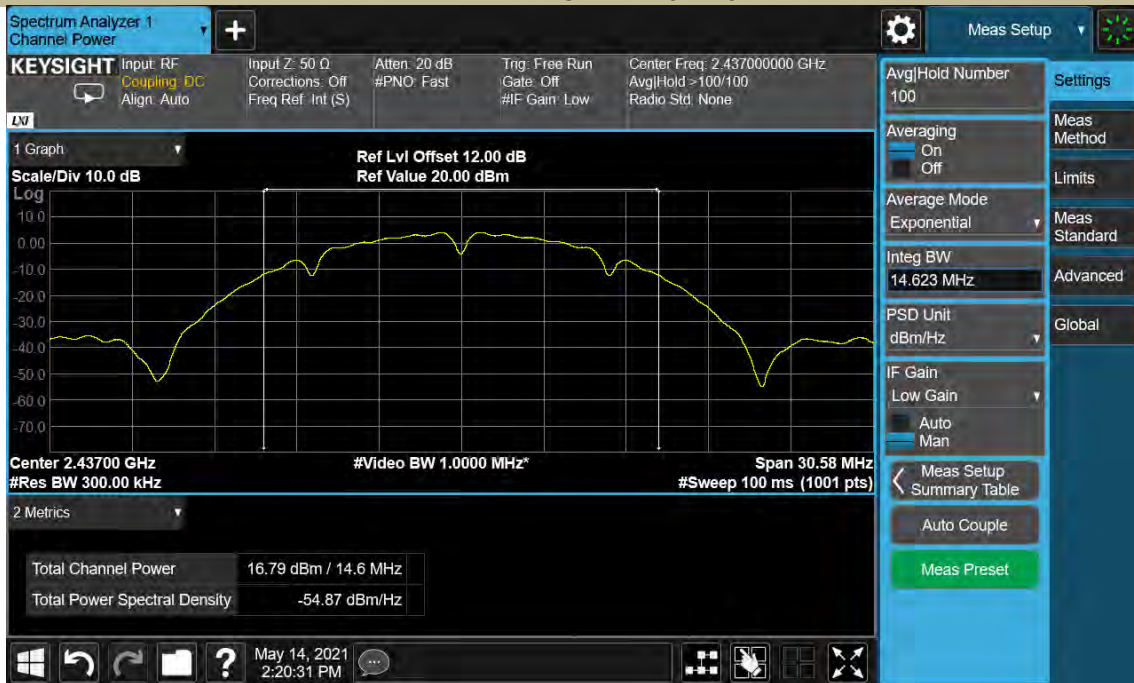 Spectrum Analyzer 1
Channel Power
+
Meas Setup
KEYSIGHT
Input: RF
Coupling: DC
Align: Auto
Input Z: 50 Ω
Corrections: Off
Freq Ref: Int (S)
Atten: 20 dB
#PNO: Fast
Trig: Free Run
Gate: Off
#IF Gain: Low
Center Freq: 2.437000000 GHz
Avg|Hold >100/100
Radio Std: None
LXI
1 Graph
Scale/Div 10.0 dB
Ref Lvl Offset 12.00 dB
Ref Value 20.00 dBm
Log
10.0
0.00
-10.0
-20.0
-30.0
-40.0
-50.0
-60.0
-70.0
Center 2.43700 GHz
#Res BW 300.00 kHz
#Video BW 1.0000 MHz*
Span 30.58 MHz
#Sweep 100 ms (1001 pts)
2 Metrics
Total Channel Power 16.79 dBm / 14.6 MHz
Total Power Spectral Density -54.87 dBm/Hz
Avg|Hold Number
100
Averaging
On
Off
Average Mode
Exponential
Integ BW
14.623 MHz
PSD Unit
dBm/Hz
IF Gain
Low Gain
Auto
Man
Meas Setup
Summary Table
Auto Couple
Meas Preset
Settings
Meas
Method
Limits
Meas
Standard
Advanced
Global
?
May 14, 2021
2:20:31 PM